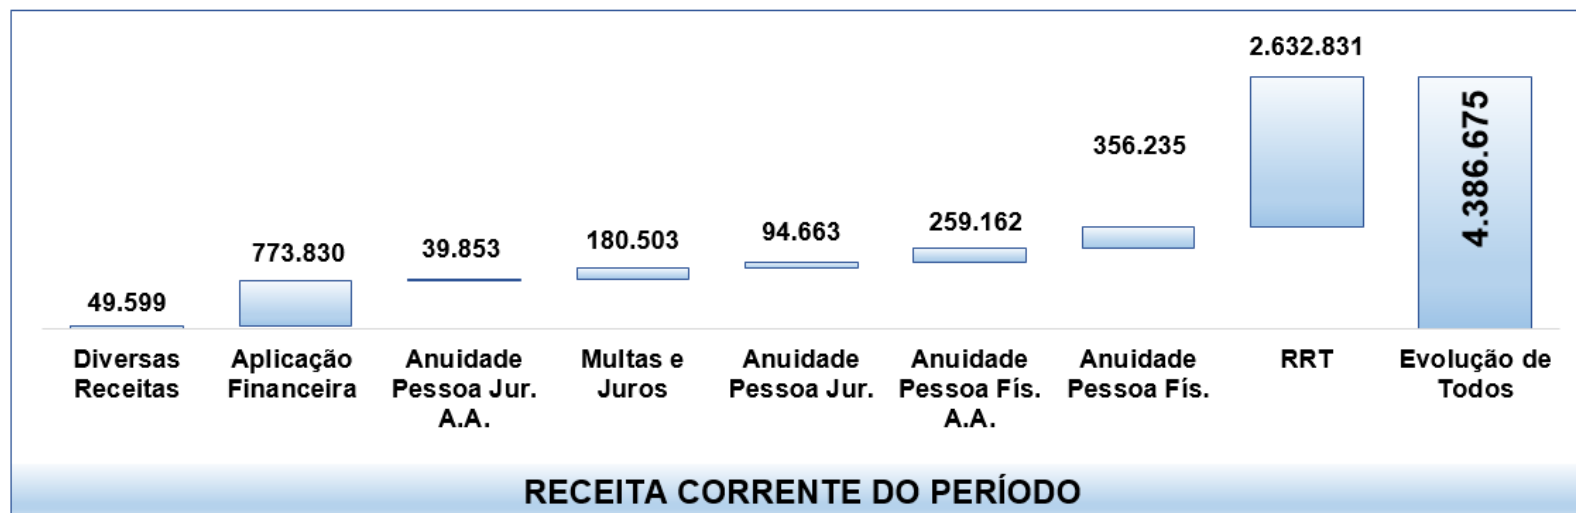 2.632.831
356.235
259.162
94.663
180.503
39.853
773.830
49.599
4.386.675
Diversas
Receitas
Aplicação
Financeira
Anuidade
Pessoa Jur.
A.A.
Multas e
Juros
Anuidade
Pessoa Jur.
Anuidade
Pessoa Fís.
A.A.
Anuidade
Pessoa Fís.
RRT
Evolução de
Todos
RECEITA CORRENTE DO PERÍODO